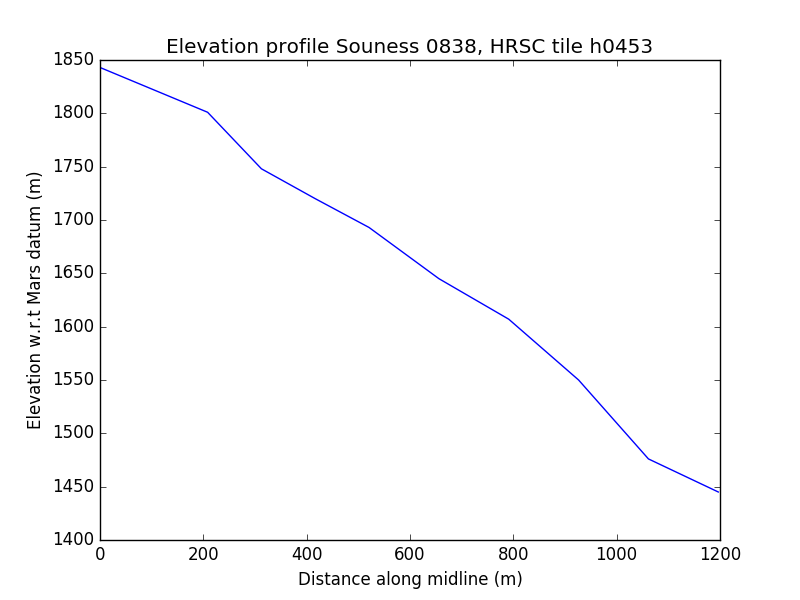 Elevation profile Souness 0838, HRSC tile h0453
Elevation w.r.t Mars datum (m)
1850
1800
1750
1700
1650
1600
1550
1500
1450
1400
0 200 400 600 800 1000 1200
Distance along midline (m)